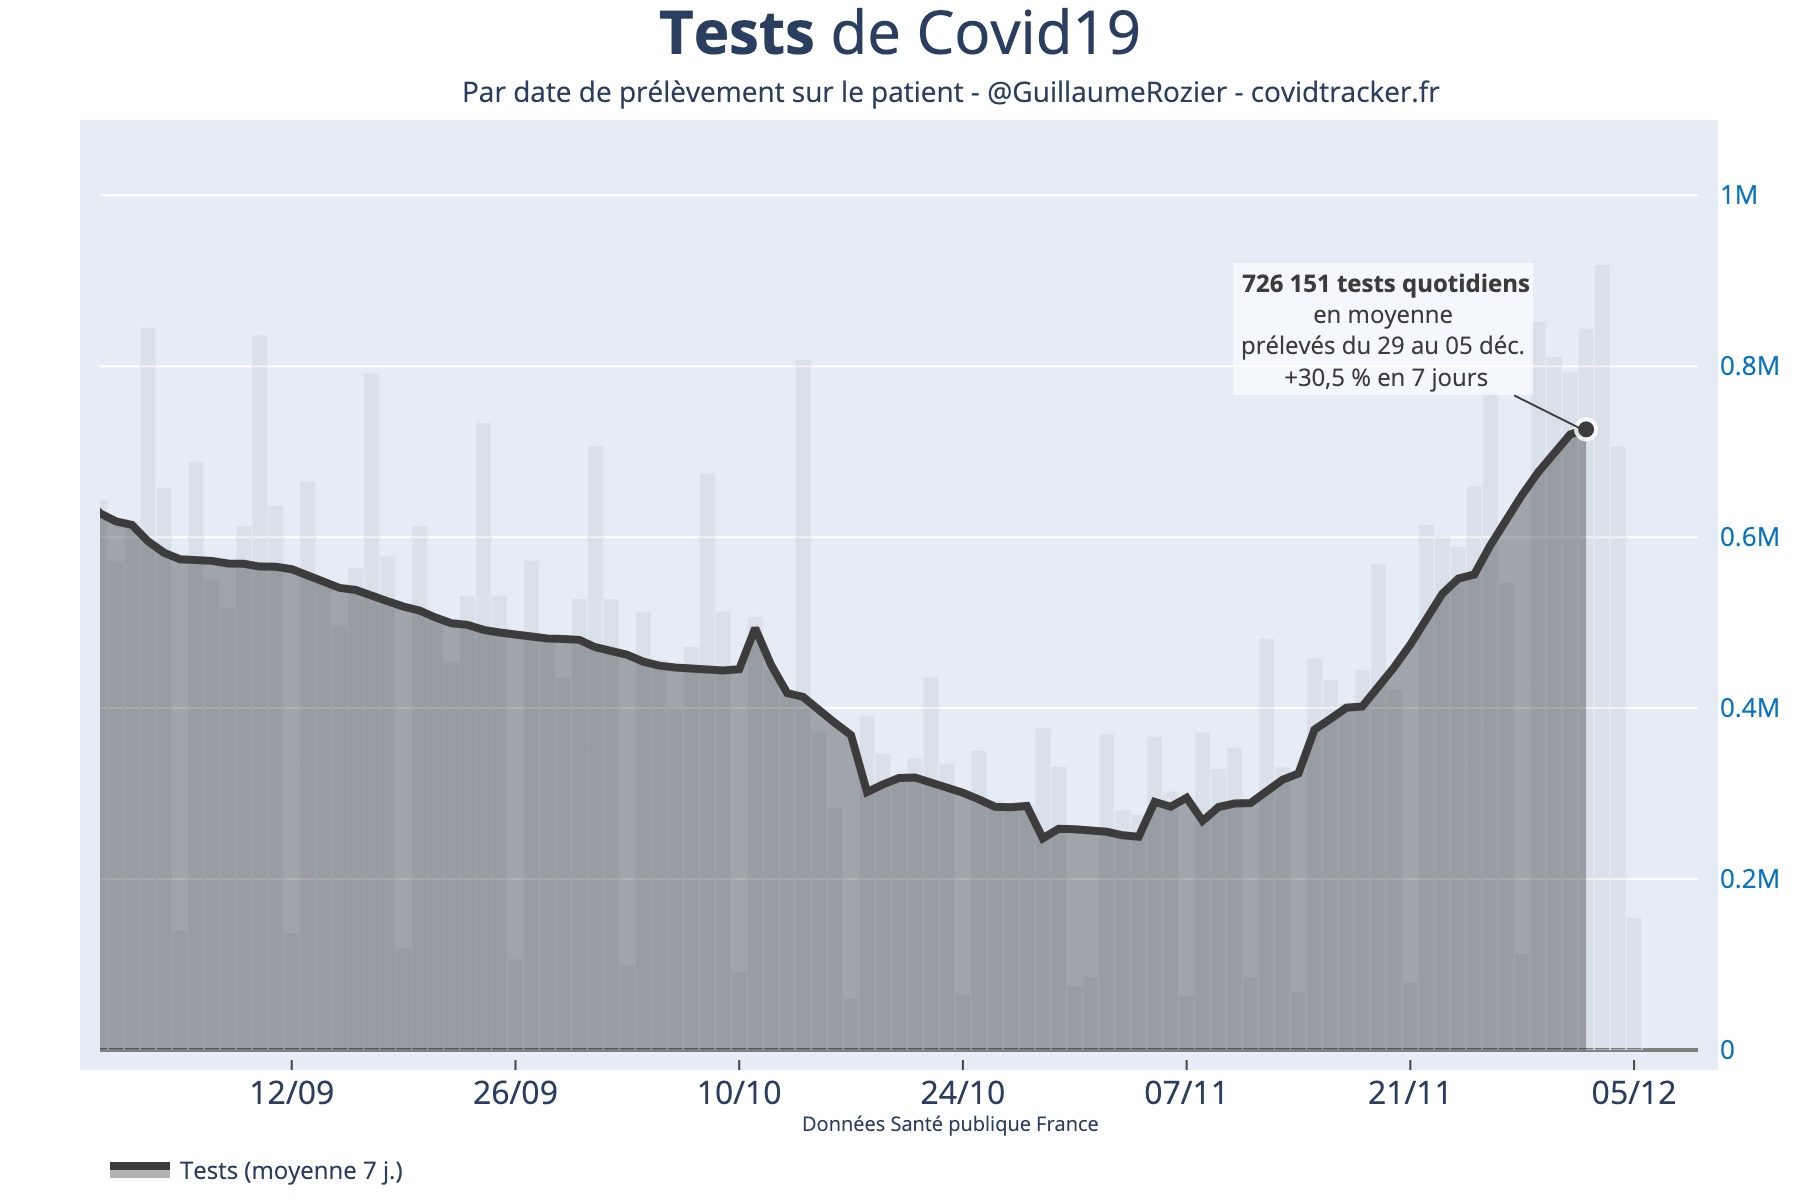 Tests de Covid19
Par date de prélèvement sur le patient - @GuillaumeRozier - covidtracker.fr
1M
726 151 tests quotidiens
en moyenne
prélevés du 29 au 05 déc.
+30,5 % en 7 jours
0.8M
0.6M
0.4M
0.2M
0
12/09 26/09 10/10 24/10 07/11 21/11 05/12
Données Santé publique France
Tests (moyenne 7 j.)